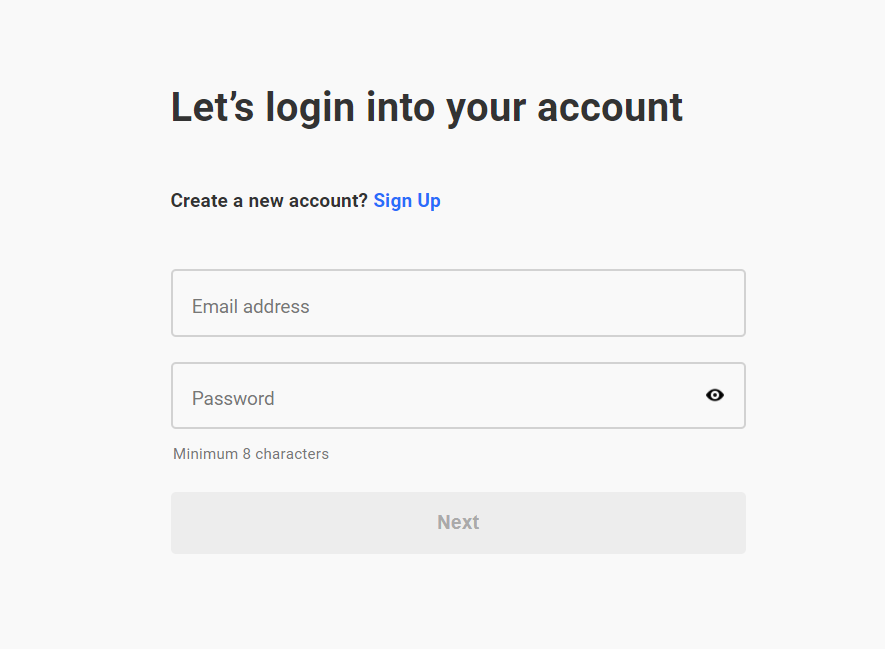 Let’s login into your account
Create a new account? Sign Up
Email address
Password
Minimum 8 characters
Next